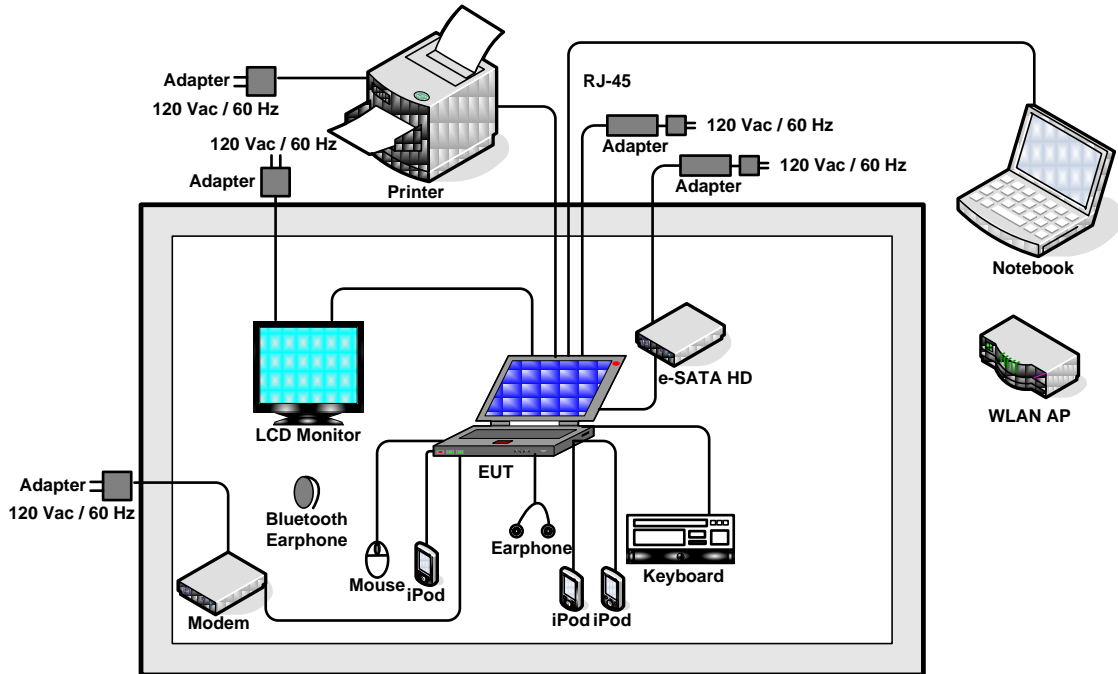 Adapter
120 Vac / 60 Hz
120 Vac / 60 Hz
Adapter
Printer
RJ-45
120 Vac / 60 Hz
Adapter
120 Vac / 60 Hz
Adapter
Notebook
e-SATA HD
WLAN AP
LCD Monitor
EUT
Adapter
120 Vac / 60 Hz
Bluetooth
Earphone
Mouse
iPod
Earphone
iPod
iPod
Keyboard
Modem